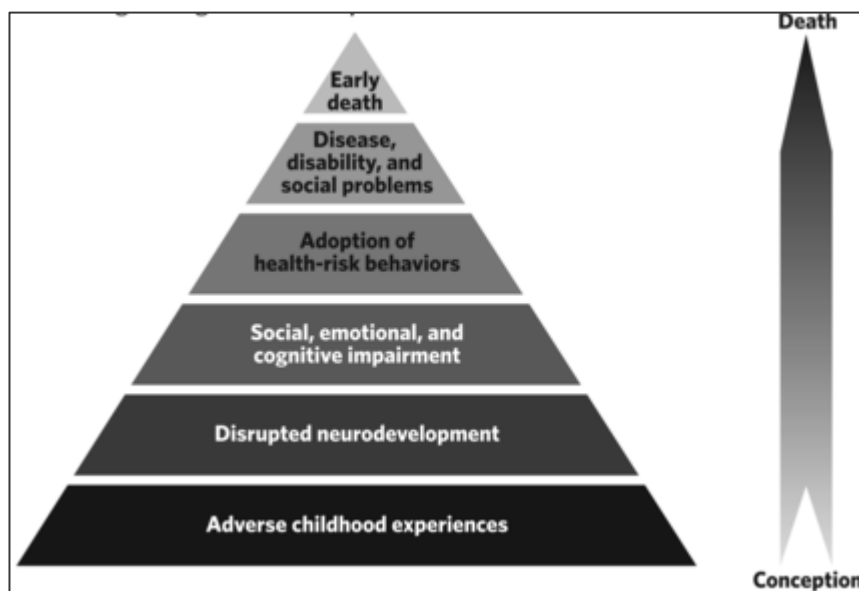 Death
Early
death
Disease,
disability, and
social problems
Adoption of
health-risk behaviors
Social, emotional, and
cognitive impairment
Disrupted neurodevelopment
Adverse childhood experiences
Conception